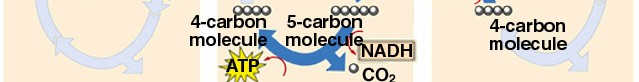 4-carbon
molecule
5-carbon
molecule
NADH
ATP
CO₂
4-carbon
molecule